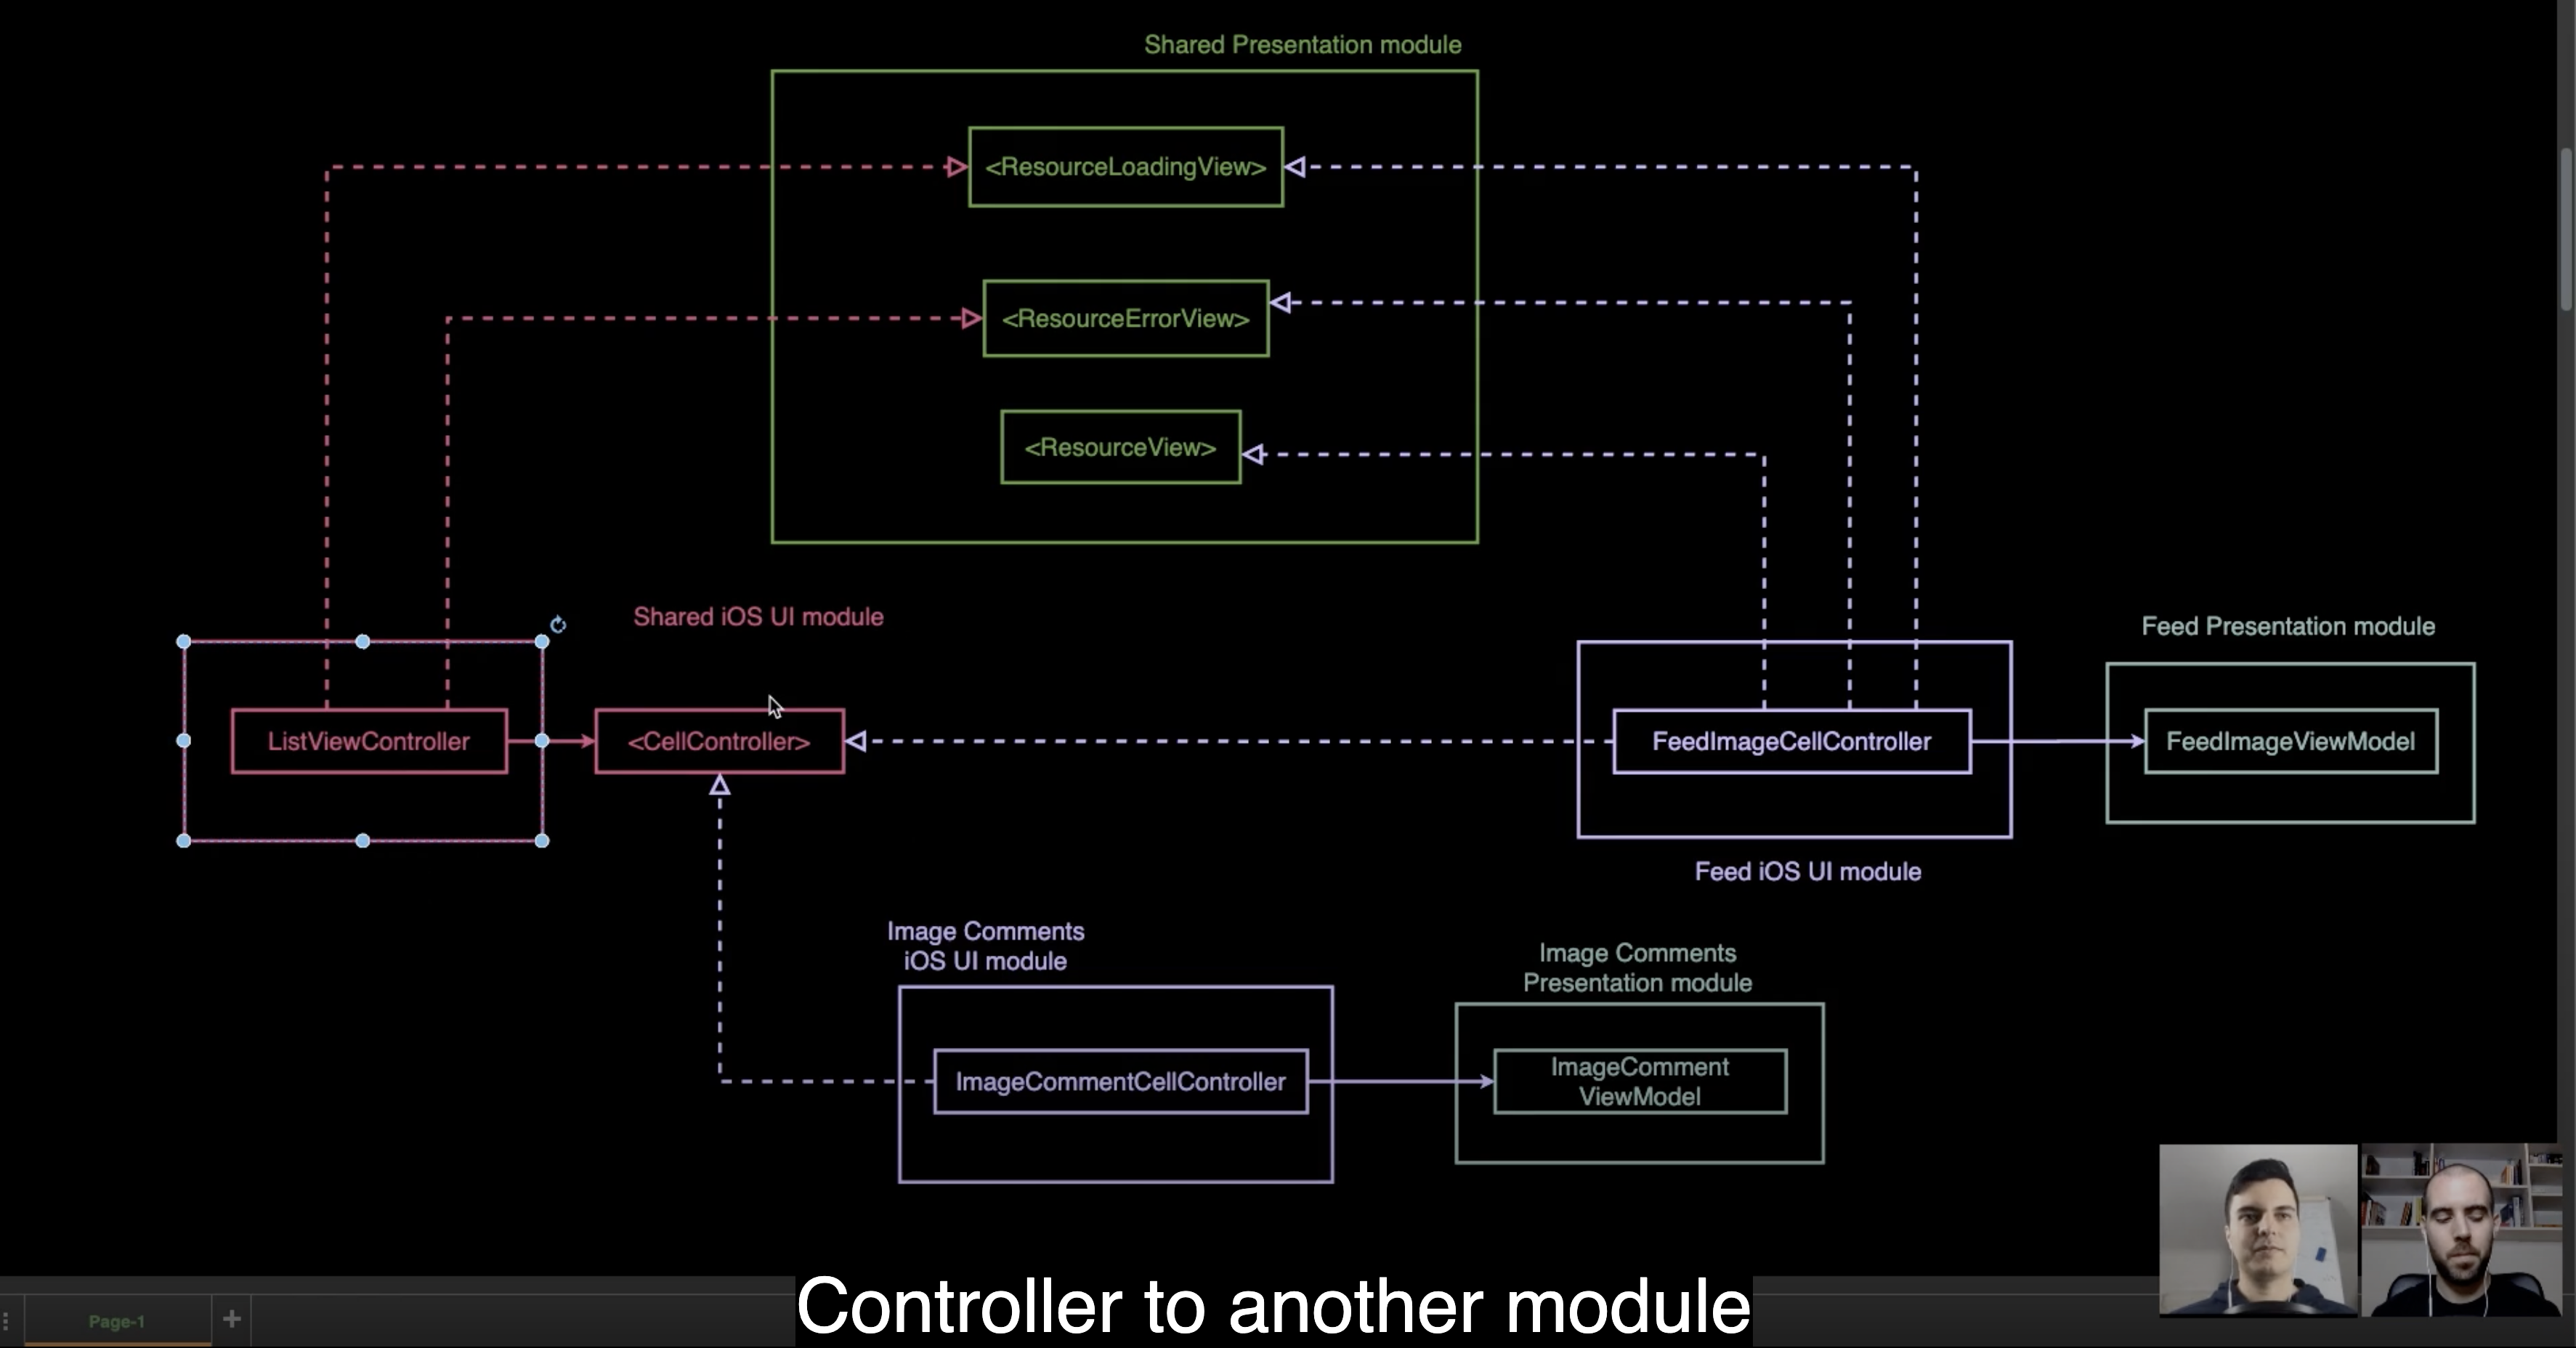 Shared Presentation module
<ResourceLoadingView>
<ResourceErrorView>
<ResourceView>
Shared iOS UI module
ListViewController
<CellController>
FeedImageCellController
Feed iOS UI module
Feed Presentation module
FeedImageViewModel
Image Comments
iOS UI module
ImageCommentCellController
Image Comments
Presentation module
ImageComment
ViewModel
Page-1
Controller to another module